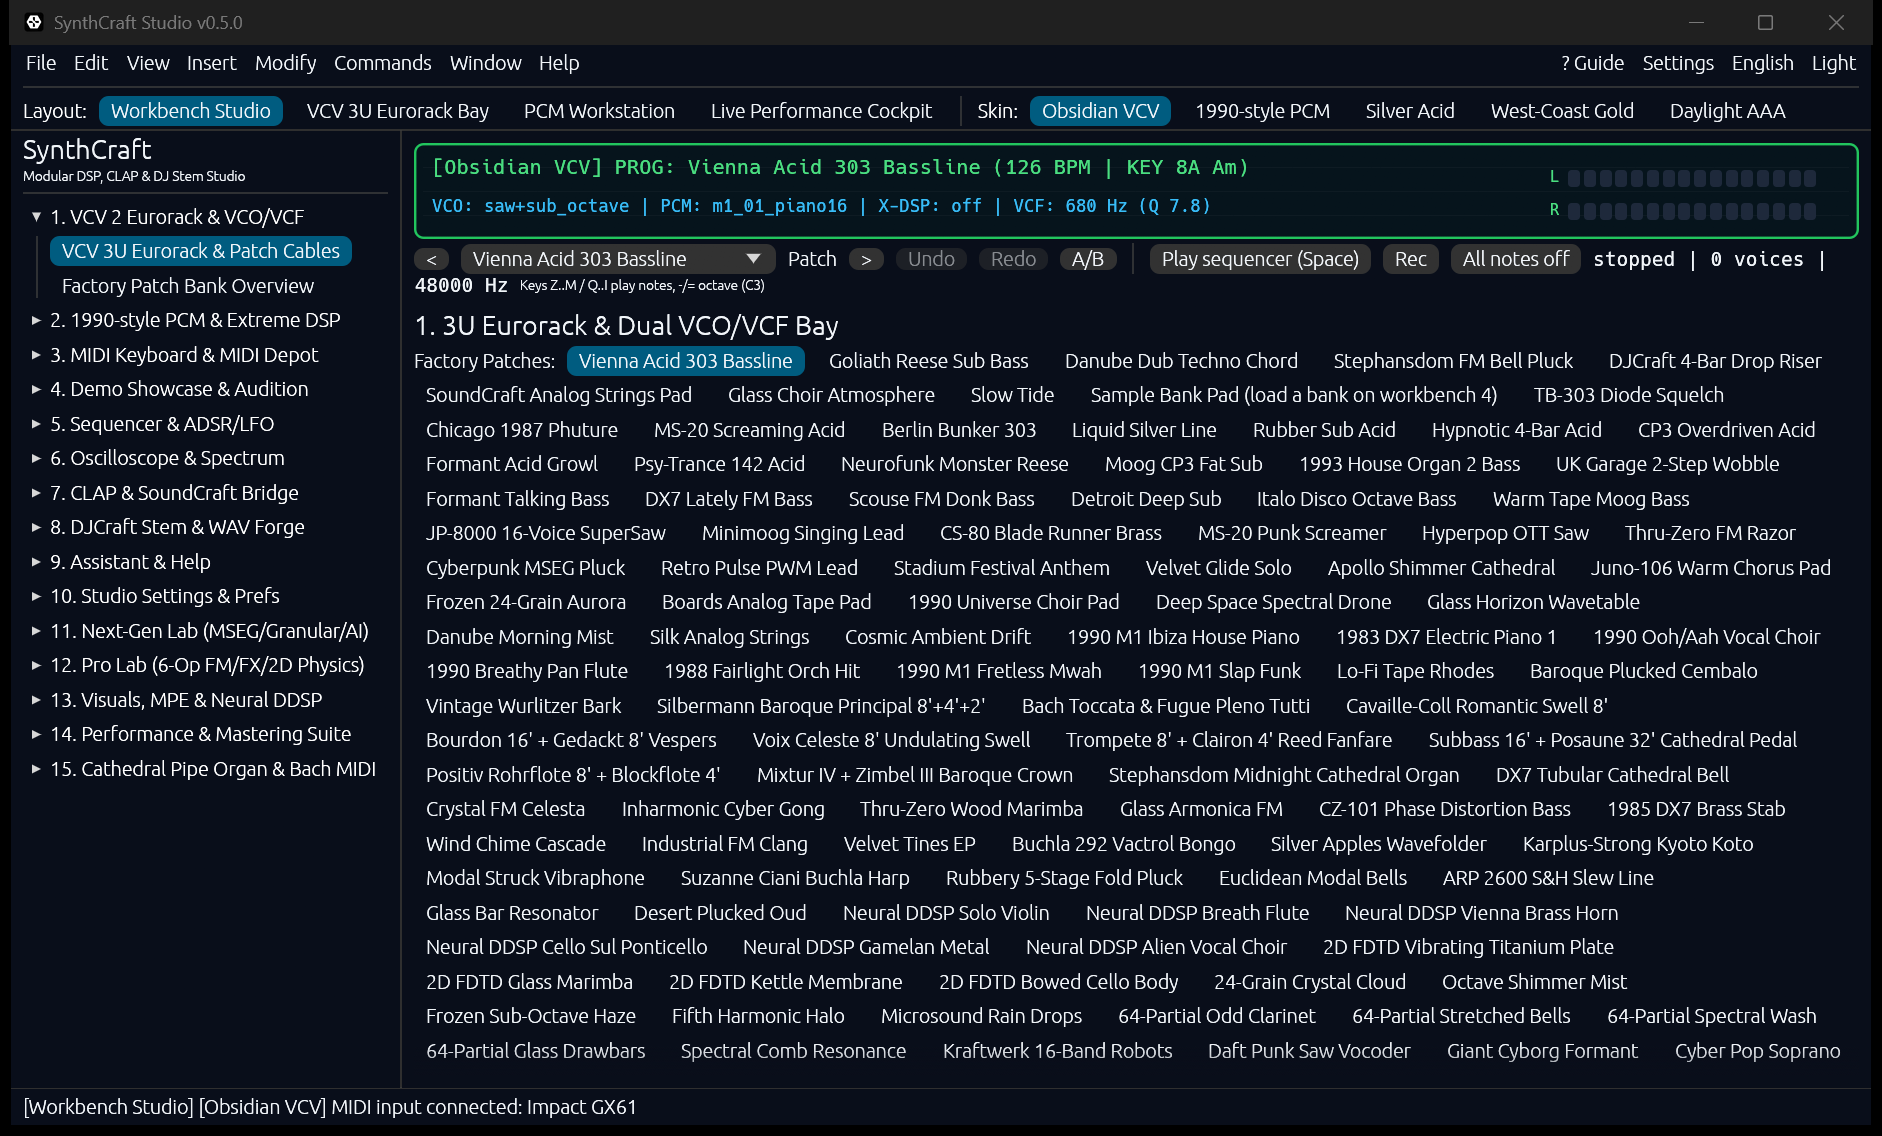 SynthCraft Studio v0.5.0
File Edit View Insert Modify Commands Window Help ? Guide Settings English Light
Layout: Workbench Studio VCV 3U Eurorack Bay PCM Workstation Live Performance Cockpit Skin: Obsidian VCV 1990-style PCM Silver Acid West-Coast Gold Daylight AAA
SynthCraft
Modular DSP, CLAP & DJ Stem Studio
▼ 1. VCV 2 Eurorack & VCO/VCF
VCV 3U Eurorack & Patch Cables
Factory Patch Bank Overview
► 2. 1990-style PCM & Extreme DSP
► 3. MIDI Keyboard & MIDI Depot
► 4. Demo Showcase & Audition
► 5. Sequencer & ADSR/LFO
► 6. Oscilloscope & Spectrum
► 7. CLAP & SoundCraft Bridge
► 8. DJCraft Stem & WAV Forge
► 9. Assistant & Help
► 10. Studio Settings & Prefs
► 11. Next-Gen Lab (MSEG/Granular/AI)
► 12. Pro Lab (6-Op FM/FX/2D Physics)
► 13. Visuals, MPE & Neural DDSP
► 14. Performance & Mastering Suite
► 15. Cathedral Pipe Organ & Bach MIDI
[Obsidian VCV] PROG: Vienna Acid 303 Bassline (126 BPM | KEY 8A Am)
VCO: saw+sub_octave | PCM: m1_01_piano16 | X-DSP: off | VCF: 680 Hz (Q 7.8)
L
R
< Vienna Acid 303 Bassline ▼ Patch > Undo Redo A/B Play sequencer (Space) Rec All notes off stopped | 0 voices |
48000 Hz Keys Z..M / Q..I play notes, -/= octave (C3)
1. 3U Eurorack & Dual VCO/VCF Bay
Factory Patches: Vienna Acid 303 Bassline Goliath Reese Sub Bass Danube Dub Techno Chord Stephansdom FM Bell Pluck DJCraft 4-Bar Drop Riser
SoundCraft Analog Strings Pad Glass Choir Atmosphere Slow Tide Sample Bank Pad (load a bank on workbench 4) TB-303 Diode Squelch
Chicago 1987 Phuture MS-20 Screaming Acid Berlin Bunker 303 Liquid Silver Line Rubber Sub Acid Hypnotic 4-Bar Acid CP3 Overdriven Acid
Formant Acid Growl Psy-Trance 142 Acid Neurofunk Monster Reese Moog CP3 Fat Sub 1993 House Organ 2 Bass UK Garage 2-Step Wobble
Formant Talking Bass DX7 Lately FM Bass Scouse FM Donk Bass Detroit Deep Sub Italo Disco Octave Bass Warm Tape Moog Bass
JP-8000 16-Voice SuperSaw Minimoog Singing Lead CS-80 Blade Runner Brass MS-20 Punk Screamer Hyperpop OTT Saw Thru-Zero FM Razor
Cyberpunk MSEG Pluck Retro Pulse PWM Lead Stadium Festival Anthem Velvet Glide Solo Apollo Shimmer Cathedral Juno-106 Warm Chorus Pad
Frozen 24-Grain Aurora Boards Analog Tape Pad 1990 Universe Choir Pad Deep Space Spectral Drone Glass Horizon Wavetable
Danube Morning Mist Silk Analog Strings Cosmic Ambient Drift 1990 M1 Ibiza House Piano 1983 DX7 Electric Piano 1 1990 Ooh/Aah Vocal Choir
1990 Breathy Pan Flute 1988 Fairlight Orch Hit 1990 M1 Fretless Mwah 1990 M1 Slap Funk Lo-Fi Tape Rhodes Baroque Plucked Cembalo
Vintage Wurlitzer Bark Silbermann Baroque Principal 8'+4'+2' Bach Toccata & Fugue Pleno Tutti Cavaille-Coll Romantic Swell 8'
Bourdon 16' + Gedackt 8' Vespers Voix Celeste 8' Undulating Swell Trompete 8' + Clairon 4' Reed Fanfare Subbass 16' + Posaune 32' Cathedral Pedal
Positiv Rohrflote 8' + Blockflote 4' Mixtur IV + Zimbel III Baroque Crown Stephansdom Midnight Cathedral Organ DX7 Tubular Cathedral Bell
Crystal FM Celesta Inharmonic Cyber Gong Thru-Zero Wood Marimba Glass Armonica FM CZ-101 Phase Distortion Bass 1985 DX7 Brass Stab
Wind Chime Cascade Industrial FM Clang Velvet Tines EP Buchla 292 Vactrol Bongo Silver Apples Wavefolder Karplus-Strong Kyoto Koto
Modal Struck Vibraphone Suzanne Ciani Buchla Harp Rubbery 5-Stage Fold Pluck Euclidean Modal Bells ARP 2600 S&H Slew Line
Glass Bar Resonator Desert Plucked Oud Neural DDSP Solo Violin Neural DDSP Breath Flute Neural DDSP Vienna Brass Horn
Neural DDSP Cello Sul Ponticello Neural DDSP Gamelan Metal Neural DDSP Alien Vocal Choir 2D FDTD Vibrating Titanium Plate
2D FDTD Glass Marimba 2D FDTD Kettle Membrane 2D FDTD Bowed Cello Body 24-Grain Crystal Cloud Octave Shimmer Mist
Frozen Sub-Octave Haze Fifth Harmonic Halo Microsound Rain Drops 64-Partial Odd Clarinet 64-Partial Stretched Bells 64-Partial Spectral Wash
64-Partial Glass Drawbars Spectral Comb Resonance Kraftwerk 16-Band Robots Daft Punk Saw Vocoder Giant Cyborg Formant Cyber Pop Soprano
[Workbench Studio] [Obsidian VCV] MIDI input connected: Impact GX61